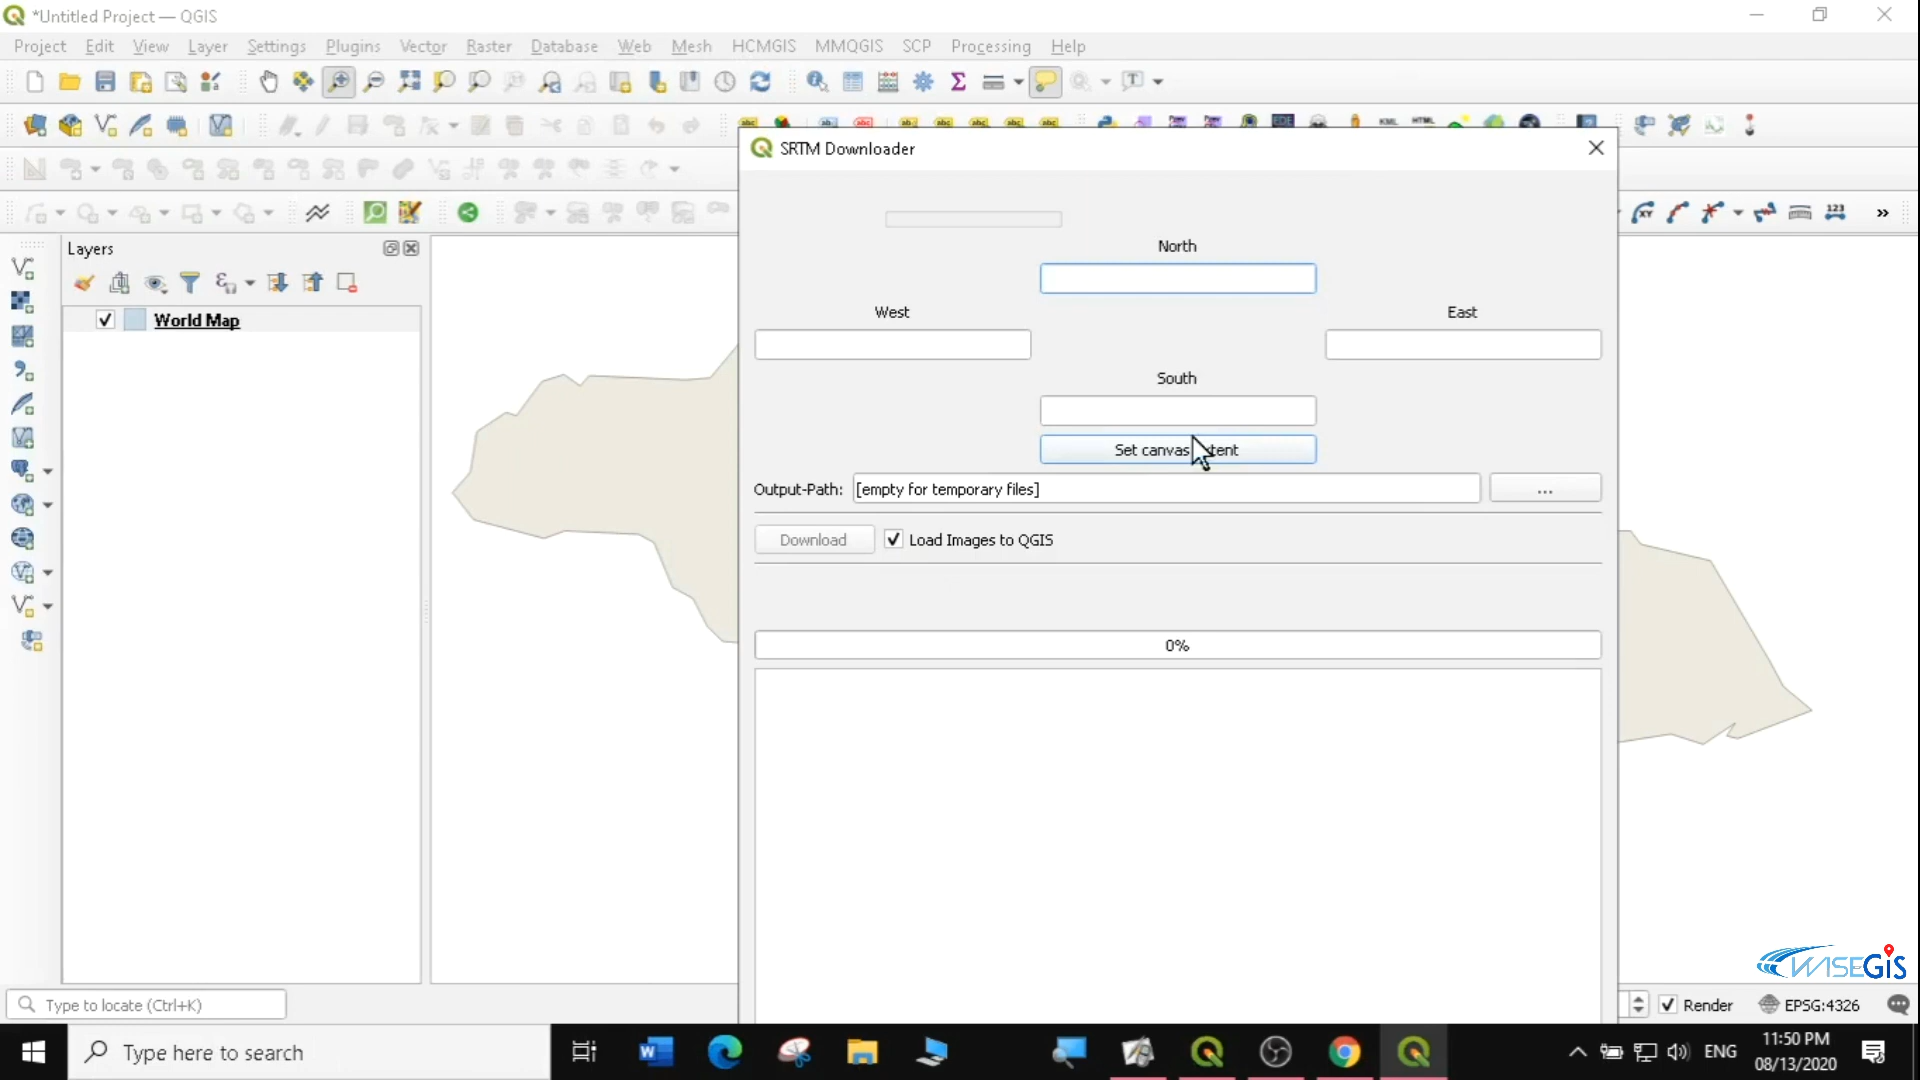 *Untitled Project — QGIS
Project Edit View Layer Settings Plugins Vector Raster Database Web Mesh HCMGIS MMQGIS SCP Processing Help
SRTM Downloader
123
»
Layers
World Map
North
West
East
South
Set canvas tent
Output-Path: [empty for temporary files] ...
Download Load Images to QGIS
0%
WISEGIS
Type to locate (Ctrl+K)
Render EPSG:4326
Type here to search
ENG
11:50 PM
08/13/2020